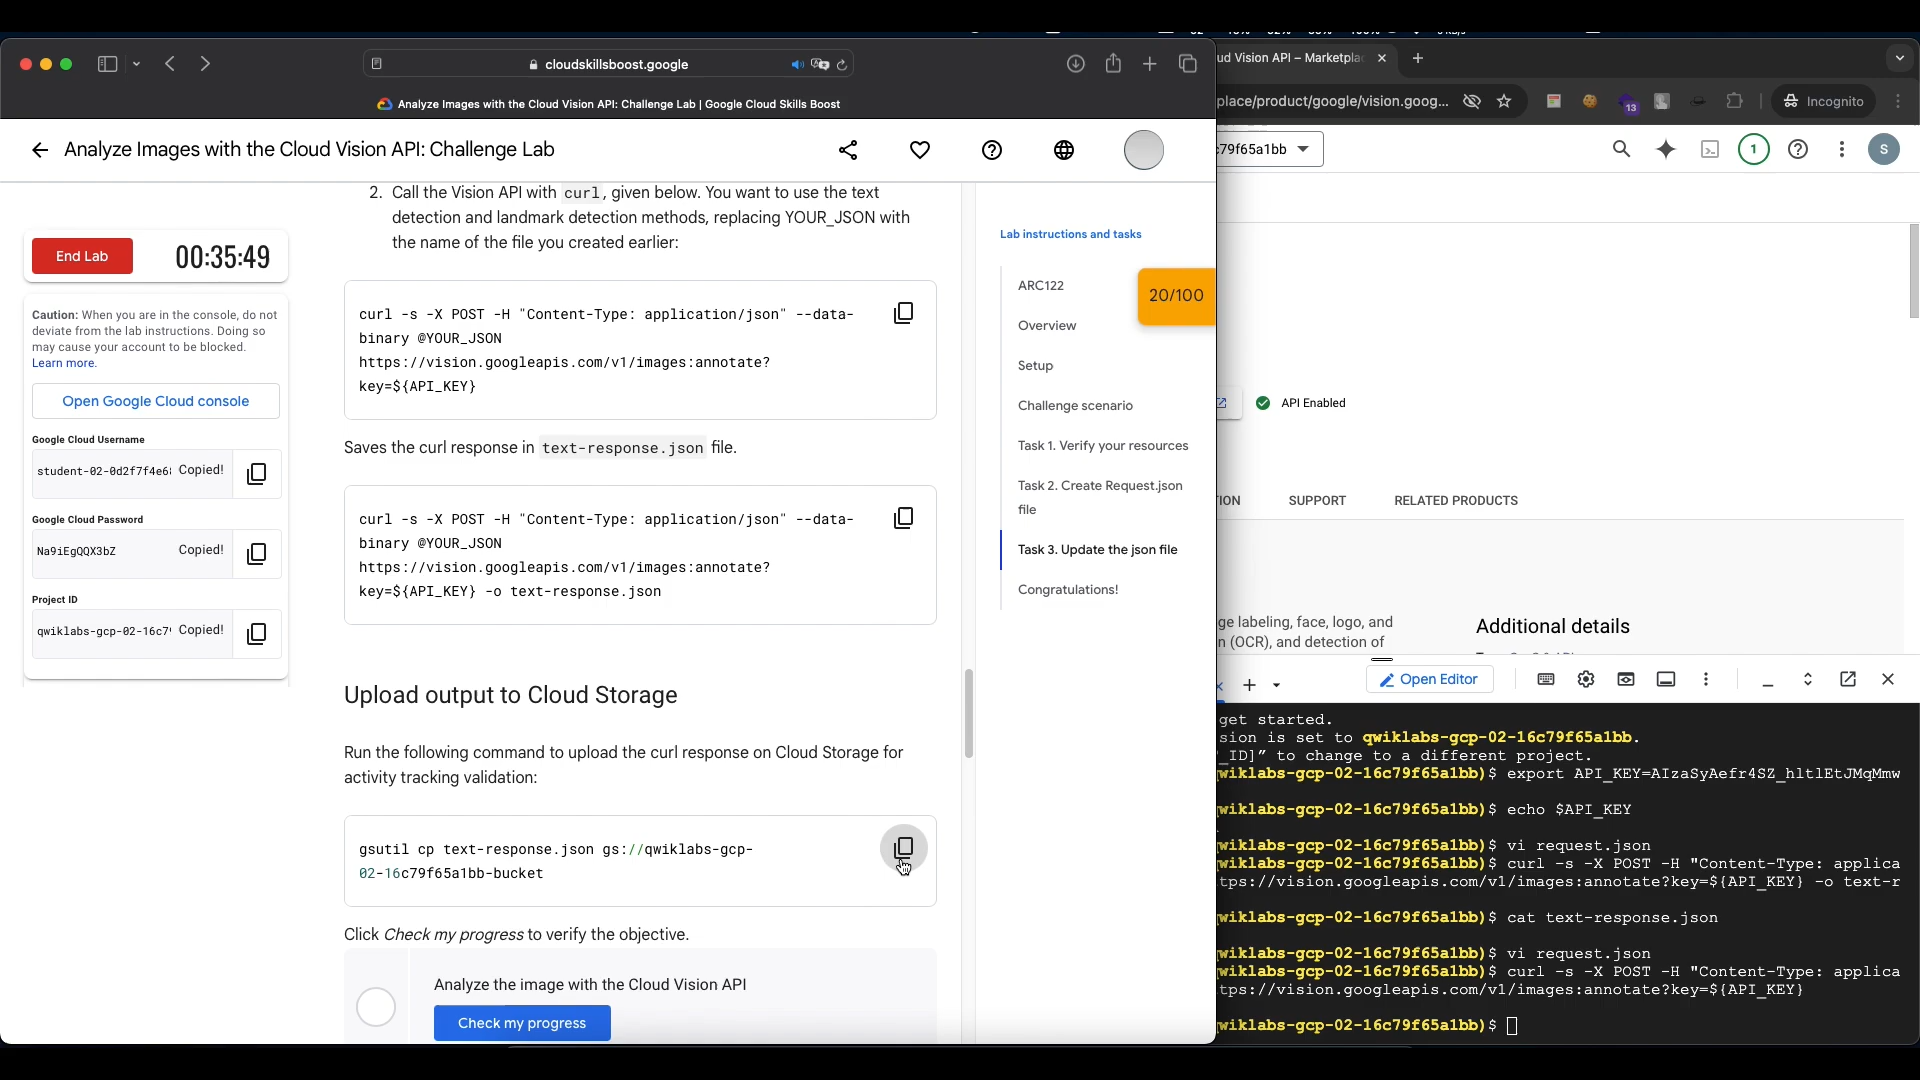 cloudskillsboost.google
Analyze Images with the Cloud Vision API: Challenge Lab | Google Cloud Skills Boost
ud Vision API – Marketplac
place/product/google/vision.goog...
13
Incognito
Analyze Images with the Cloud Vision API: Challenge Lab
:79f65a1bb
1
S
End Lab
00:35:49
Caution: When you are in the console, do not
deviate from the lab instructions. Doing so
may cause your account to be blocked.
Learn more.
Open Google Cloud console
Google Cloud Username
student-02-0d2f7f4e6
Copied!
Google Cloud Password
Na9iEgQQX3bZ
Copied!
Project ID
qwiklabs-gcp-02-16c7
Copied!
2. Call the Vision API with curl, given below. You want to use the text
detection and landmark detection methods, replacing YOUR_JSON with
the name of the file you created earlier:
curl -s -X POST -H "Content-Type: application/json" --data-
binary @YOUR_JSON
https://vision.googleapis.com/v1/images:annotate?
key=${API_KEY}
Saves the curl response in text-response.json file.
curl -s -X POST -H "Content-Type: application/json" --data-
binary @YOUR_JSON
https://vision.googleapis.com/v1/images:annotate?
key=${API_KEY} -o text-response.json
Upload output to Cloud Storage
Run the following command to upload the curl response on Cloud Storage for
activity tracking validation:
gsutil cp text-response.json gs://qwiklabs-gcp-
02-16c79f65a1bb-bucket
Click Check my progress to verify the objective.
Analyze the image with the Cloud Vision API
Check my progress
Lab instructions and tasks
ARC122
20/100
Overview
Setup
Challenge scenario
Task 1. Verify your resources
Task 2. Create Request.json
file
Task 3. Update the json file
Congratulations!
API Enabled
TION
SUPPORT
RELATED PRODUCTS
ge labeling, face, logo, and
n (OCR), and detection of
Additional details
Open Editor
get started.
sion is set to qwiklabs-gcp-02-16c79f65a1bb.
_ID]” to change to a different project.
wiklabs-gcp-02-16c79f65a1bb)$ export API_KEY=AIzaSyAefr4SZ_hltlEtJMqMmw
wiklabs-gcp-02-16c79f65a1bb)$ echo $API_KEY
wiklabs-gcp-02-16c79f65a1bb)$ vi request.json
wiklabs-gcp-02-16c79f65a1bb)$ curl -s -X POST -H "Content-Type: applica
tps://vision.googleapis.com/v1/images:annotate?key=${API_KEY} -o text-r
wiklabs-gcp-02-16c79f65a1bb)$ cat text-response.json
wiklabs-gcp-02-16c79f65a1bb)$ vi request.json
wiklabs-gcp-02-16c79f65a1bb)$ curl -s -X POST -H "Content-Type: applica
tps://vision.googleapis.com/v1/images:annotate?key=${API_KEY}
wiklabs-gcp-02-16c79f65a1bb)$